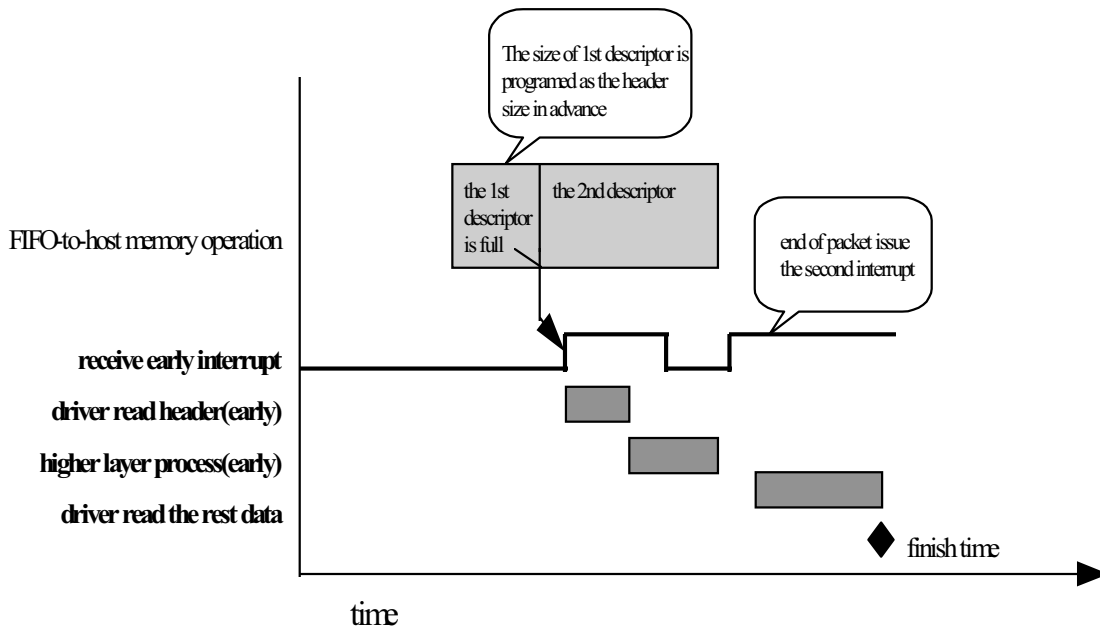 The size of 1st descriptor is
programed as the header
size in advance
the 1st
descriptor
is full
the 2nd descriptor
FIFO-to-host memory operation
end of packet issue
the second interrupt
receive early interrupt
driver read header(early)
higher layer process(early)
driver read the rest data
finish time
time